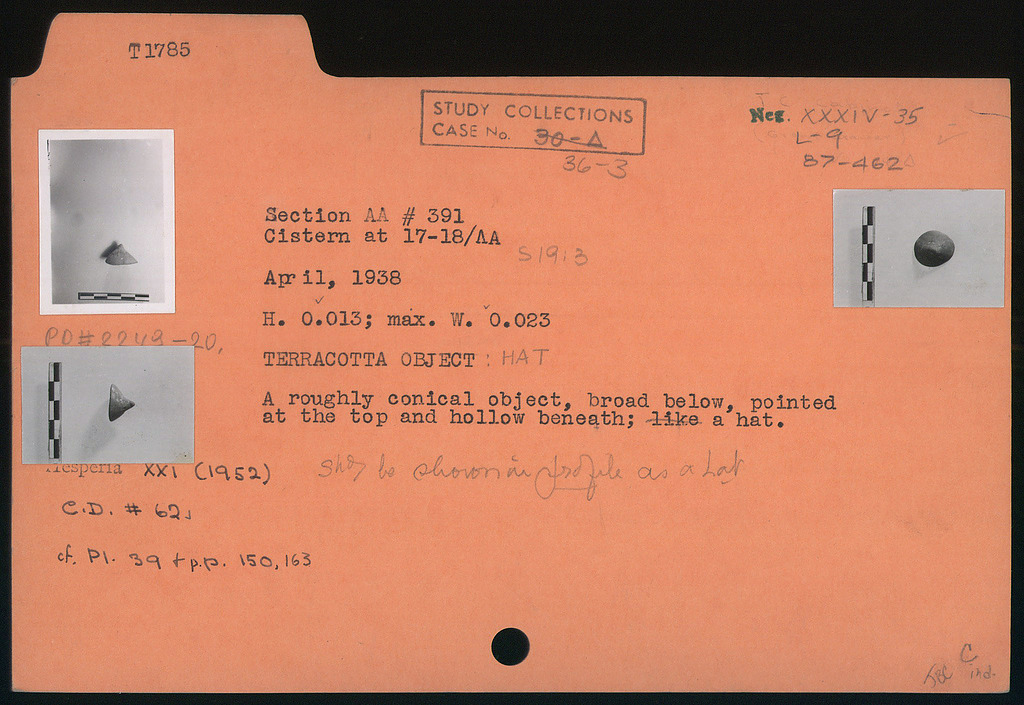 T1785
STUDY COLLECTIONS
CASE No. 30-A
36-3
Neg. XXXIV-35
L-9
87-462
Section AA # 391
Cistern at 17-18/AA
S1913
April, 1938
H. 0.013; max. W. 0.023
PD#2249-20,
TERRACOTTA OBJECT : HAT
A roughly conical object, broad below, pointed
at the top and hollow beneath; like a hat.
Hesperia XXI (1952)
shd be shown in profile as a hat
C.D. # 62
cf. Pl. 39 + p.p. 150, 163
C
ind.